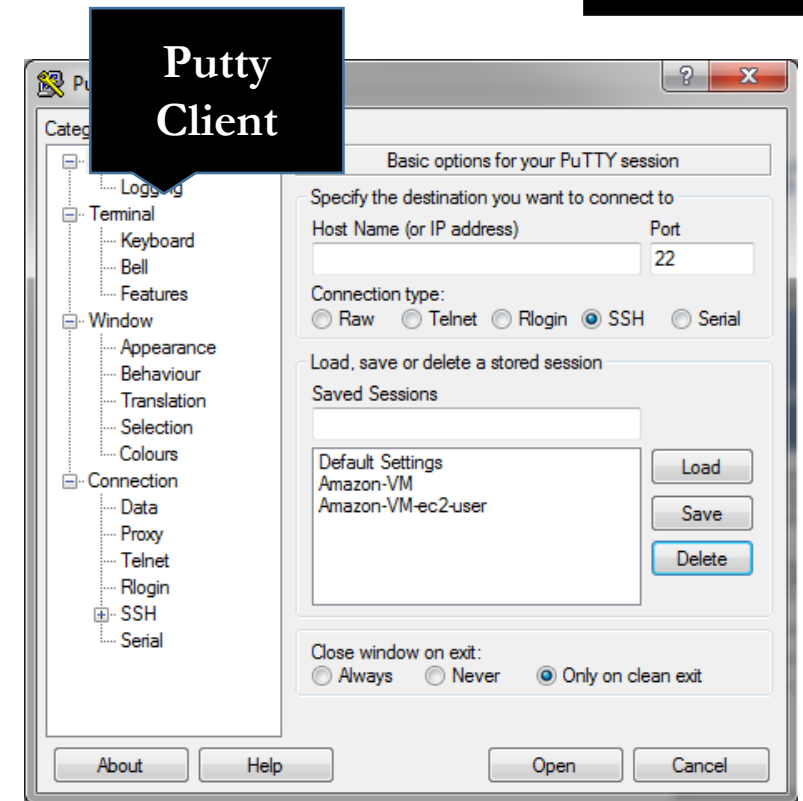 Putty
Client
Basic options for your PuTTY session
Logging
Terminal
Keyboard
Bell
Features
Window
Appearance
Behaviour
Translation
Selection
Colours
Connection
Data
Proxy
Telnet
Rlogin
SSH
Serial
Specify the destination you want to connect to
Host Name (or IP address) Port
22
Connection type:
Raw Telnet Rlogin SSH Serial
Load, save or delete a stored session
Saved Sessions
Default Settings
Amazon-VM
Amazon-VM-ec2-user
Load
Save
Delete
Close window on exit:
Always Never Only on clean exit
About Help Open Cancel